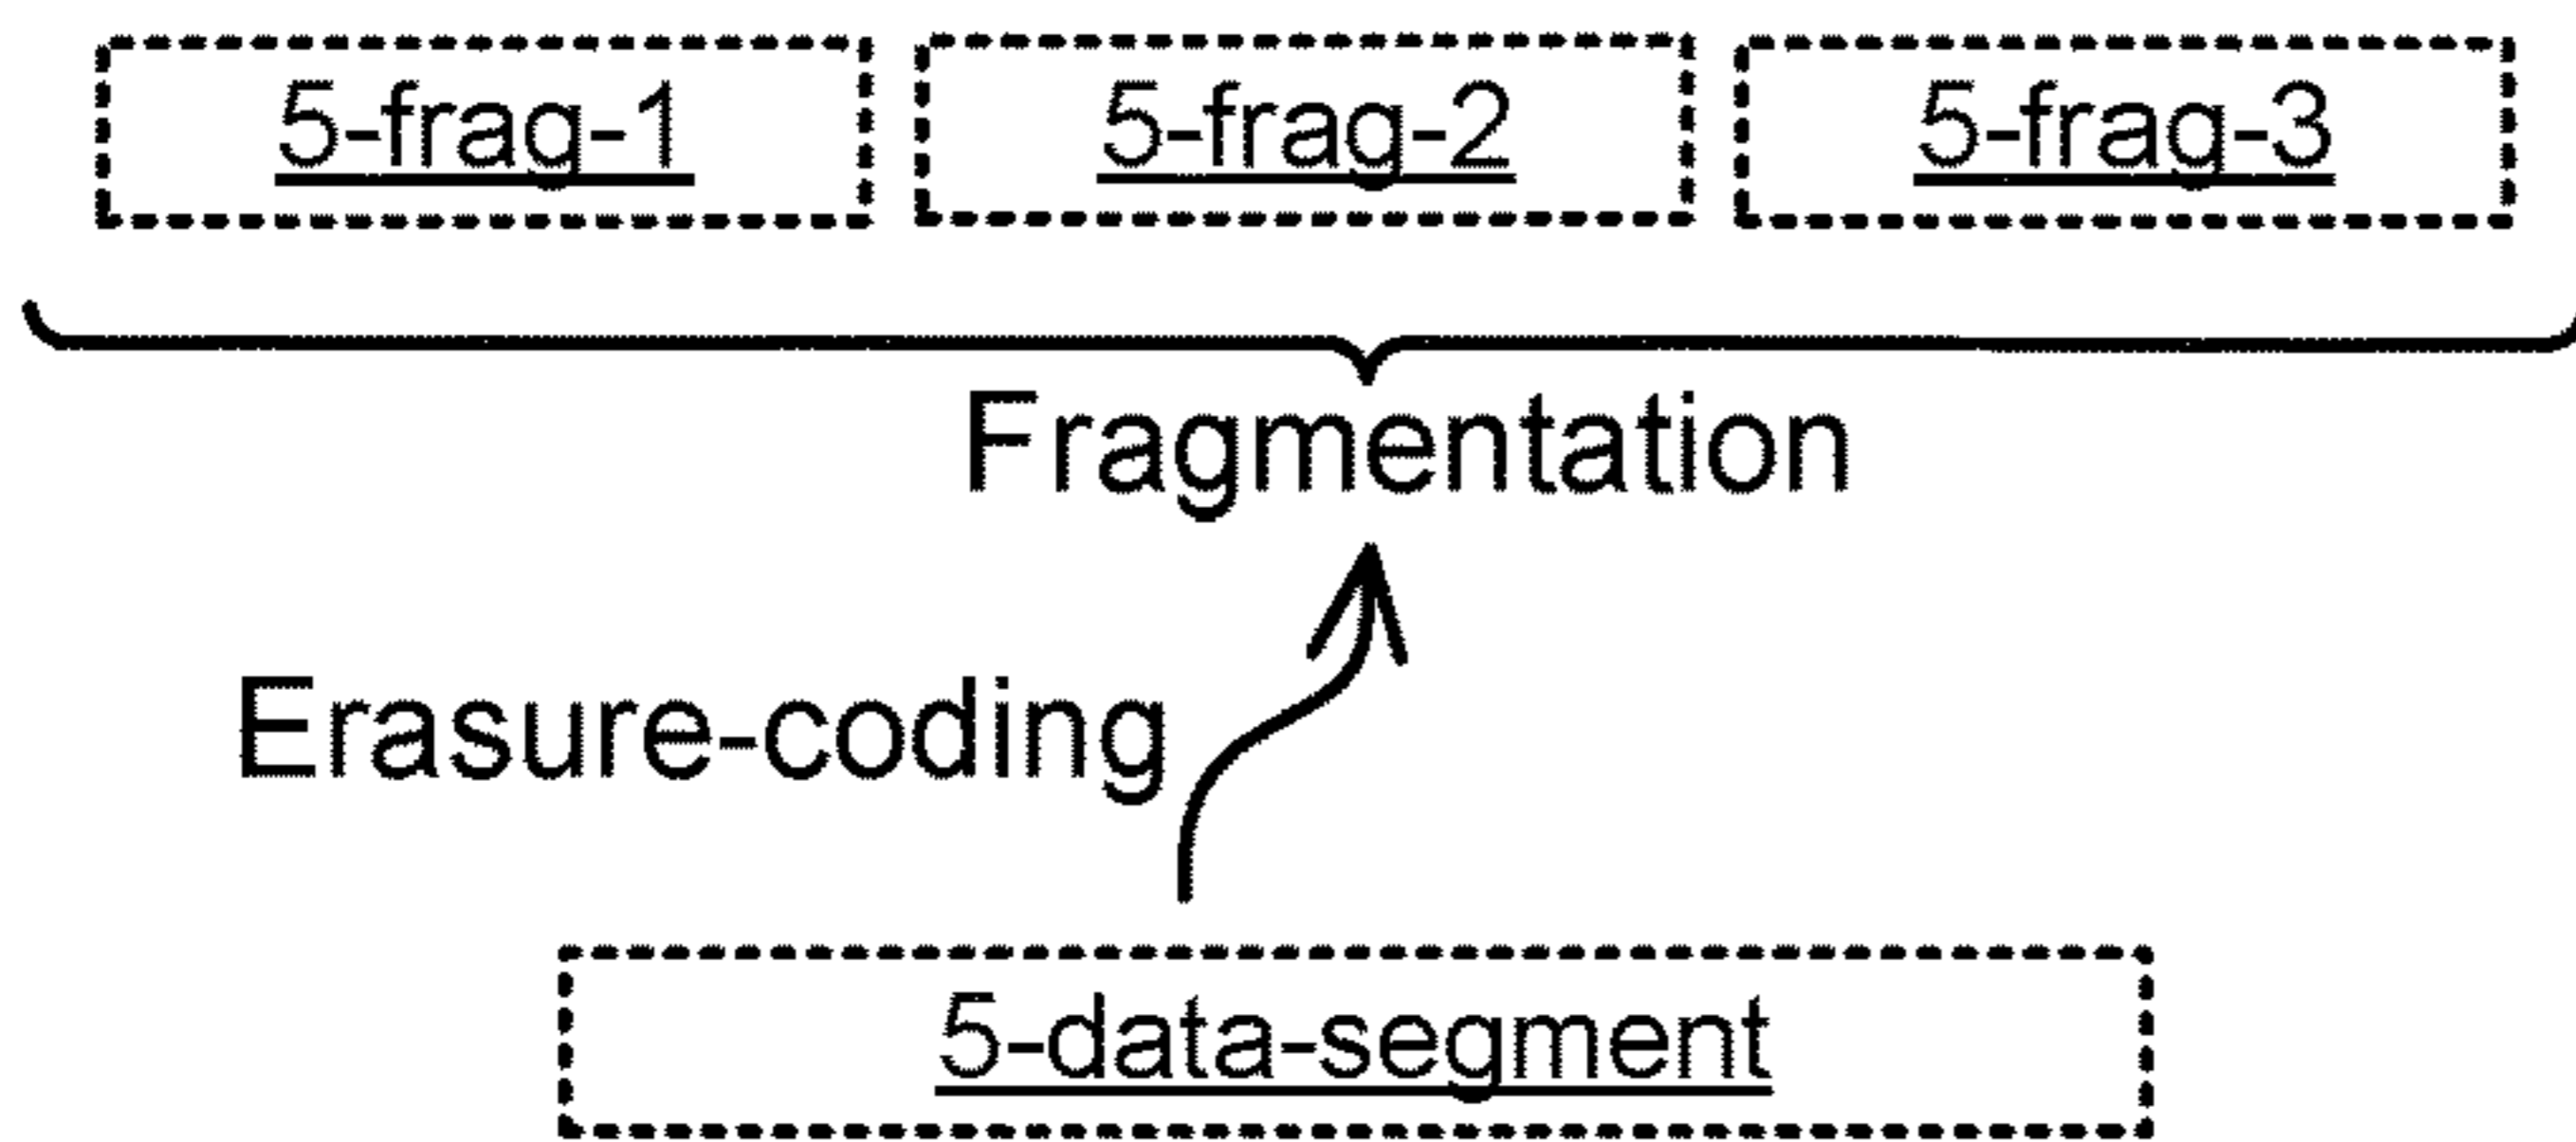 5-frag-1 5-frag-2 5-frag-3
Fragmentation
Erasure-coding
5-data-segment